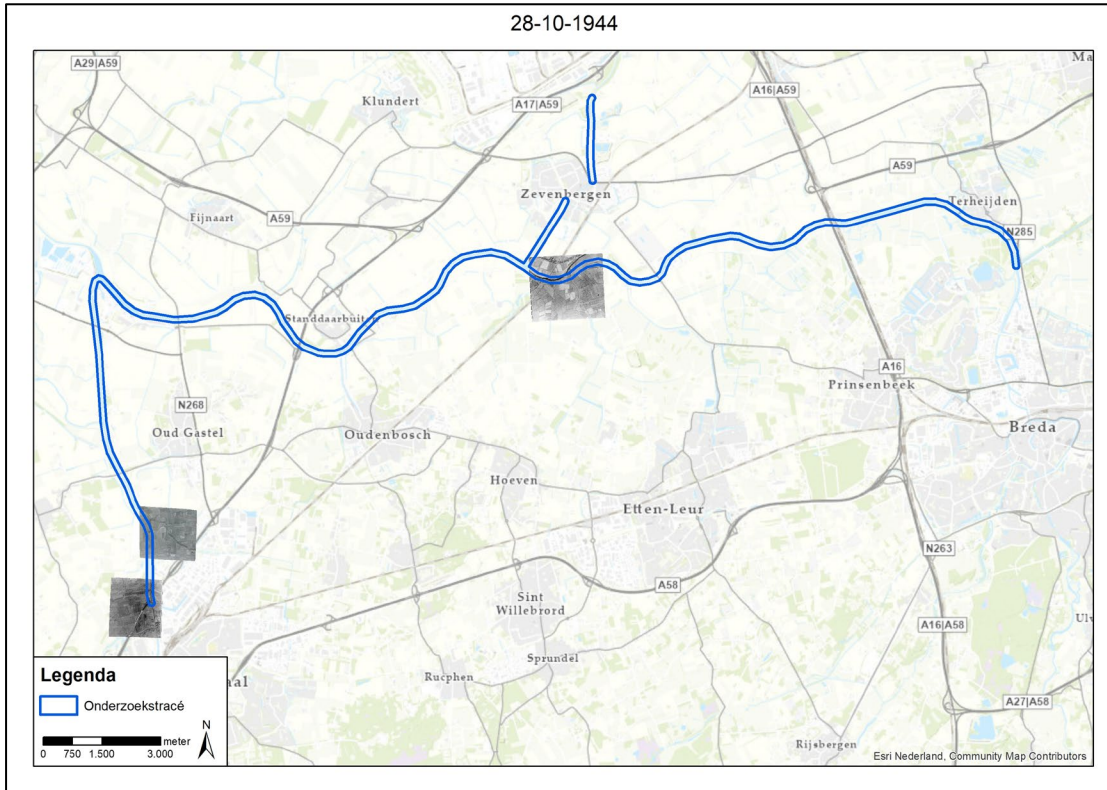 28-10-1944
A29|A59
Ma
Klundert
A17|A59
A16|A59
A59
Zevenbergen
Terheijden
Fijnaart
A59
N285
Standdaarbuiten
A16
Prinsenbeek
N268
Oud Gastel
Oudenbosch
Breda
Hoeven
Etten-Leur
N263
A58
Sint
Willebrord
A16|A58
Ulv
Sprundel
Rucphen
aal
A27|A58
Rijsbergen
Legenda
Onderzoekstracé
N
meter
0 750 1.500 3.000
Esri Nederland, Community Map Contributors